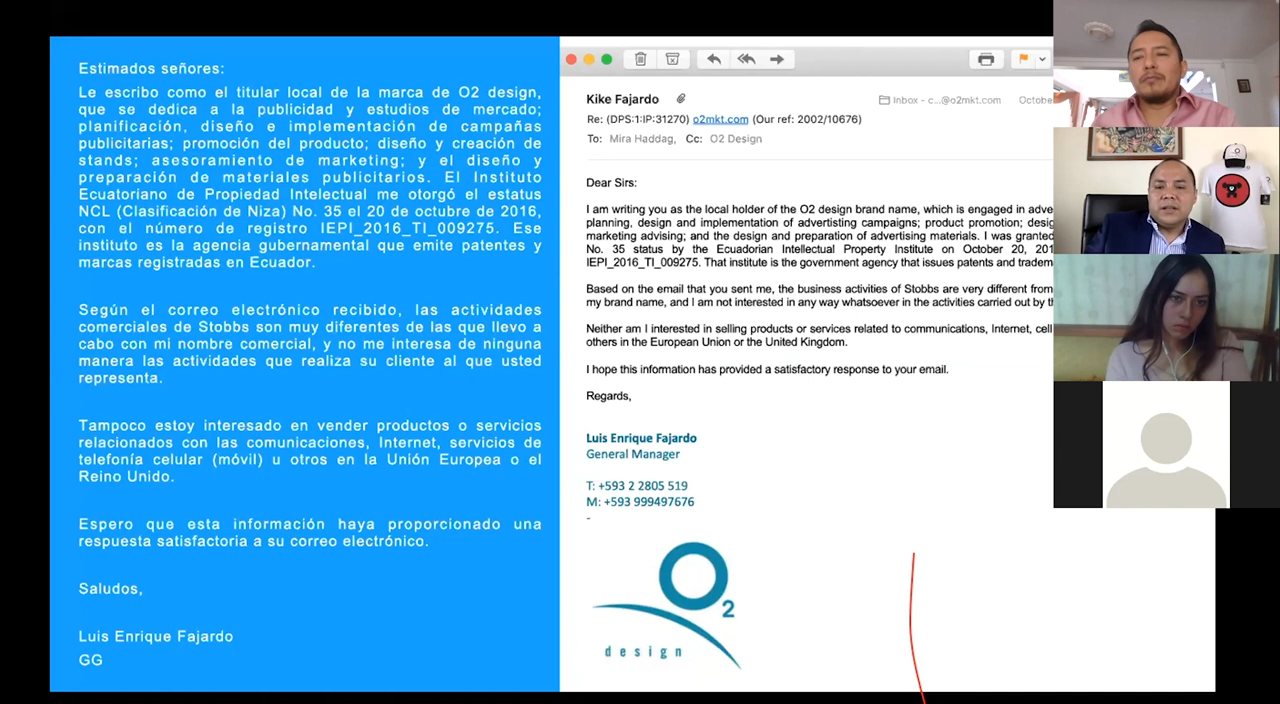 Estimados señores:
Le escribo como el titular local de la marca de O2 design,
que se dedica a la publicidad y estudios de mercado;
planificación, diseño e implementación de campañas
publicitarias; promoción del producto; diseño y creación de
stands; asesoramiento de marketing; y el diseño y
preparación de materiales publicitarios. El Instituto
Ecuatoriano de Propiedad Intelectual me otorgó el estatus
NCL (Clasificación de Niza) No. 35 el 20 de octubre de 2016,
con el número de registro IEPI_2016_TI_009275. Ese
instituto es la agencia gubernamental que emite patentes y
marcas registradas en Ecuador.
Según el correo electrónico recibido, las actividades
comerciales de Stobbs son muy diferentes de las que llevo a
cabo con mi nombre comercial, y no me interesa de ninguna
manera las actividades que realiza su cliente al que usted
representa.
Tampoco estoy interesado en vender productos o servicios
relacionados con las comunicaciones, Internet, servicios de
telefonía celular (móvil) u otros en la Unión Europea o el
Reino Unido.
Espero que esta información haya proporcionado una
respuesta satisfactoria a su correo electrónico.
Saludos,
Luis Enrique Fajardo
GG
Kike Fajardo
Inbox - c...@o2mkt.com
October
Re: (DPS:1:IP:31270) o2mkt.com (Our ref: 2002/10676)
To: Mira Haddag, Cc: O2 Design
Dear Sirs:
I am writing you as the local holder of the O2 design brand name, which is engaged in adve
planning, design and implementation of advertisting campaigns; product promotion; desig
marketing advising; and the design and preparation of advertising materials. I was granted
No. 35 status by the Ecuadorian Intellectual Property Institute on October 20, 201
IEPI_2016_TI_009275. That institute is the government agency that issues patents and tradem
Based on the email that you sent me, the business activities of Stobbs are very different from
my brand name, and I am not interested in any way whatsoever in the activities carried out by th
Neither am I interested in selling products or services related to communications, Internet, cell
others in the European Union or the United Kingdom.
I hope this information has provided a satisfactory response to your email.
Regards,
Luis Enrique Fajardo
General Manager
T: +593 2 2805 519
M: +593 999497676
-
O2
design